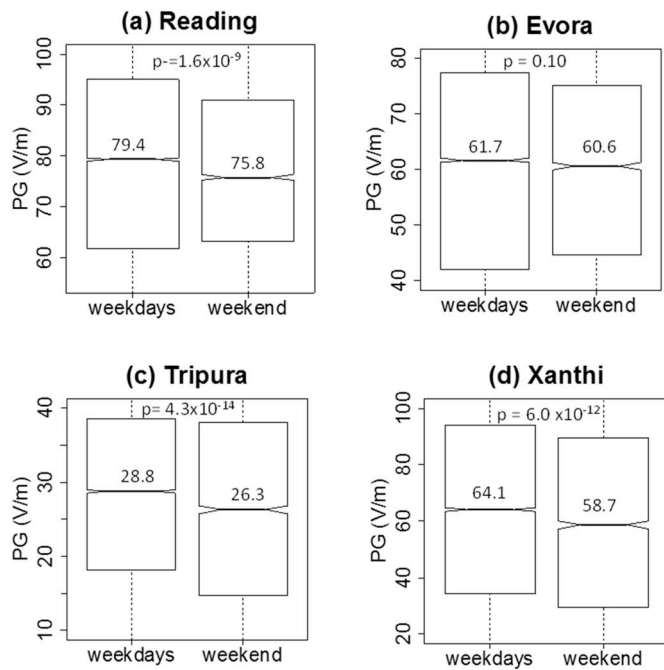 (a) Reading
100
90
80
70
60
PG (V/m)
p-=1.6x10⁻⁹
79.4
75.8
weekdays
weekend
(b) Evora
80
70
60
50
40
PG (V/m)
p = 0.10
61.7
60.6
weekdays
weekend
(c) Tripura
40
30
20
10
PG (V/m)
p= 4.3x10⁻¹⁴
28.8
26.3
weekdays
weekend
(d) Xanthi
100
80
60
40
20
PG (V/m)
p = 6.0 x10⁻¹²
64.1
58.7
weekdays
weekend